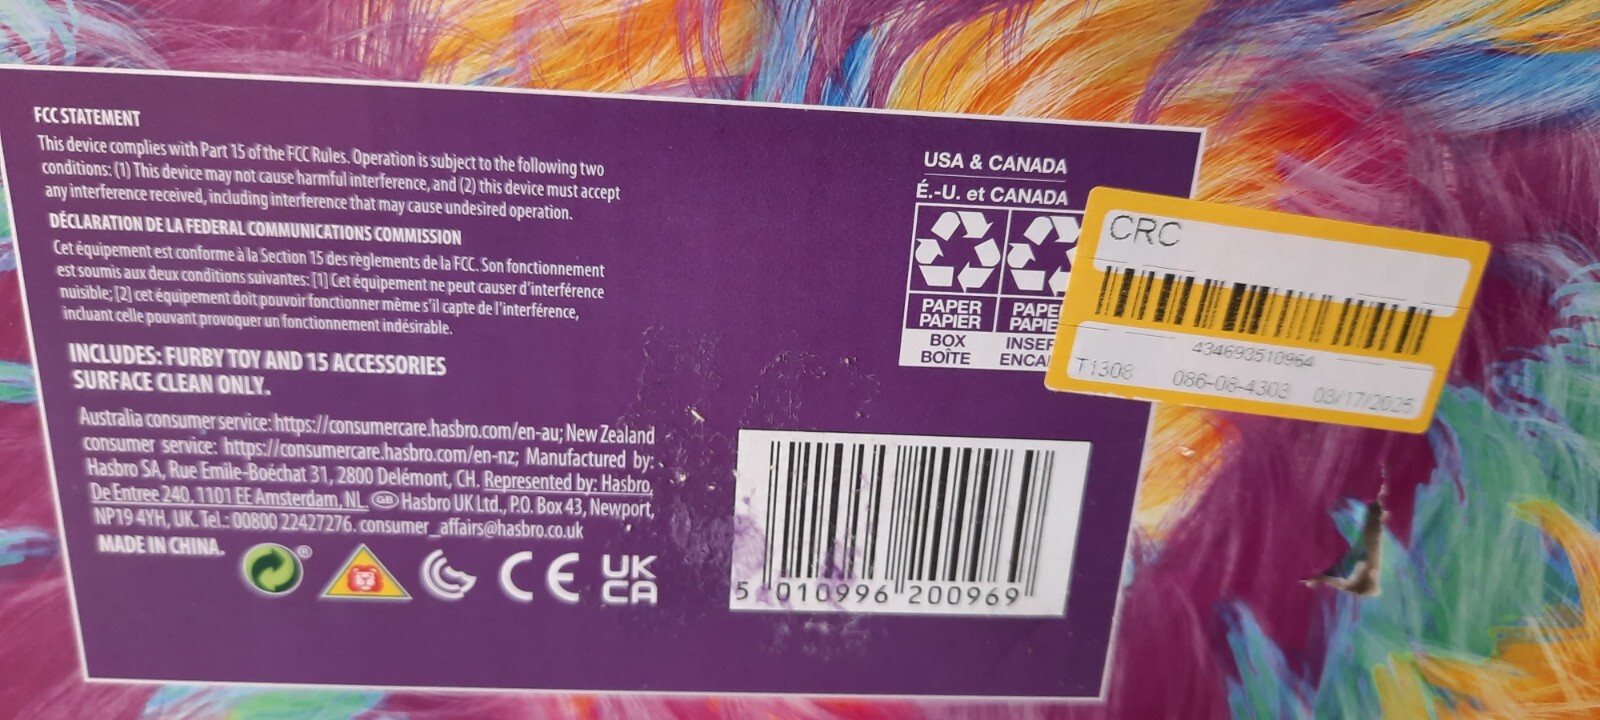 FCC STATEMENT
This device complies with Part 15 of the FCC Rules. Operation is subject to the following two
conditions: (1) This device may not cause harmful interference, and (2) this device must accept
any interference received, including interference that may cause undesired operation.
DÉCLARATION DE LA FEDERAL COMMUNICATIONS COMMISSION
Cet équipement est conforme à la Section 15 des règlements de la FCC. Son fonctionnement
est soumis aux deux conditions suivantes: [1] Cet équipement ne peut causer d'interférence
nuisible; [2] cet équipement doit pouvoir fonctionner même s'il capte de l'interférence,
incluant celle pouvant provoquer un fonctionnement indésirable.
INCLUDES: FURBY TOY AND 15 ACCESSORIES
SURFACE CLEAN ONLY.
Australia consumer service: https://consumercare.hasbro.com/en-au; New Zealand
consumer service: https://consumercare.hasbro.com/en-nz; Manufactured by:
Hasbro SA, Rue Emile-Boéchat 31, 2800 Delémont, CH. Represented by: Hasbro,
De Entree 240, 1101 EE Amsterdam, NL. GB Hasbro UK Ltd., P.O. Box 43, Newport,
NP19 4YH, UK. Tel.: 00800 22427276. consumer_affairs@hasbro.co.uk
MADE IN CHINA.
®
CE
UK
CA
USA & CANADA
É.-U. et CANADA
PAPER
PAPIER
BOX
BOÎTE
PAPE
PAPIE
INSER
ENCA
CRC
434693510964
T1308 086-08-4303 03/17/2025
5 010996 200969